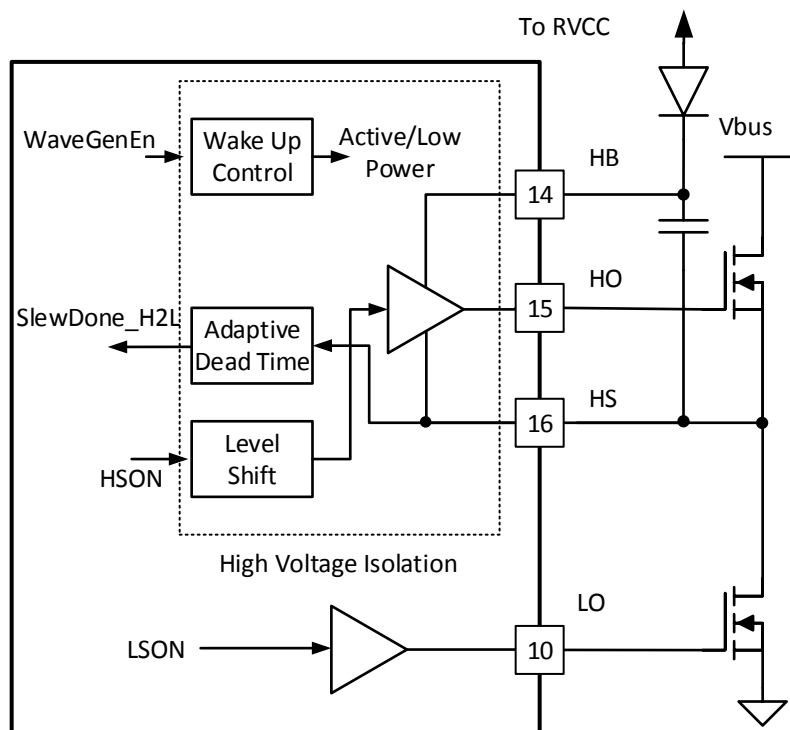 To RVCC
WaveGenEn
Wake Up
Control
Active/Low
Power
Vbus
HB
14
HO
15
SlewDone_H2L
Adaptive
Dead Time
HS
16
Level
Shift
HSON
High Voltage Isolation
LO
LSON
10